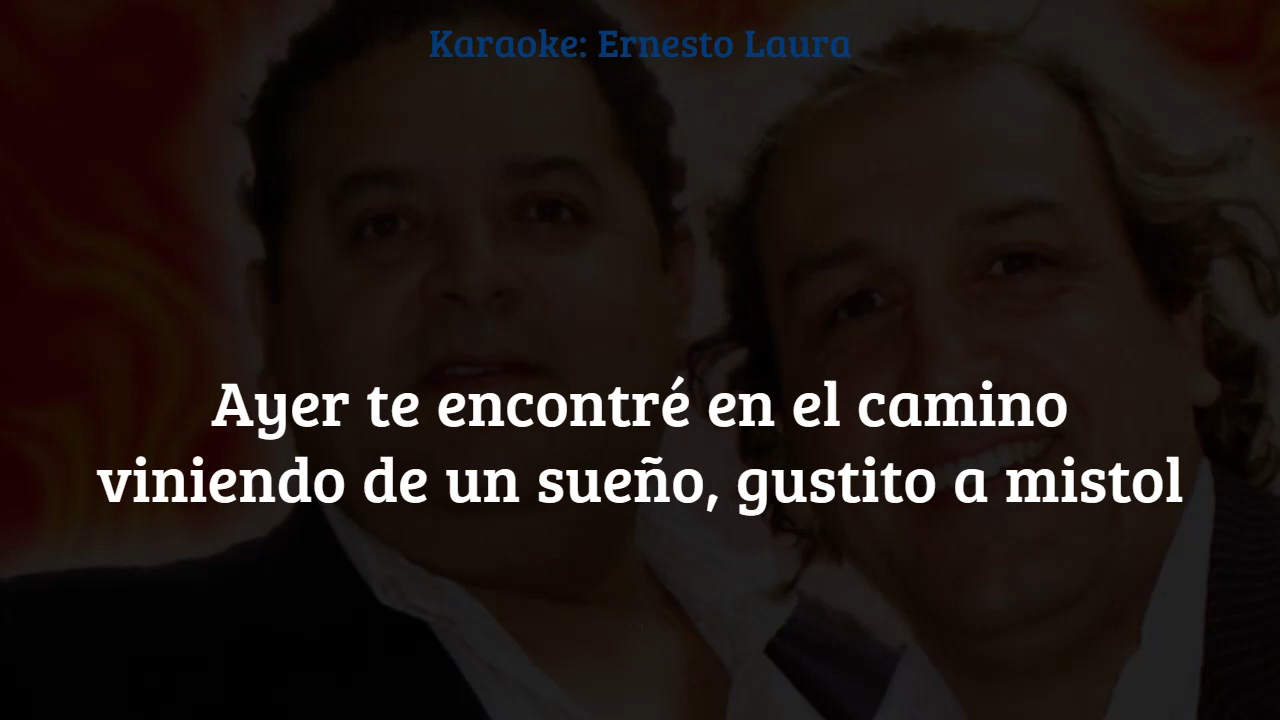 Karaoke: Ernesto Laura
Ayer te encontré en el camino
viniendo de un sueño, gustito a mistol